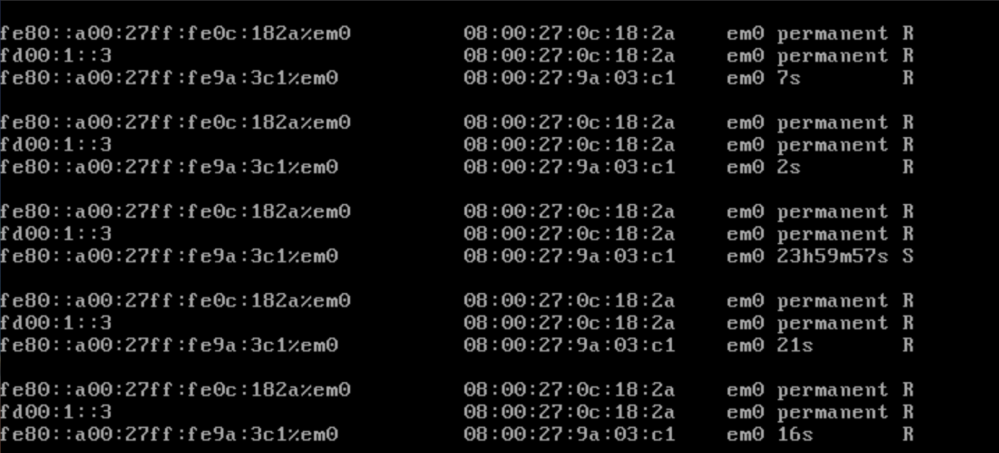 fe80::a00:27ff:fe0c:182a%em0 08:00:27:0c:18:2a em0 permanent R
fd00:1::3 08:00:27:0c:18:2a em0 permanent R
fe80::a00:27ff:fe9a:3c1%em0 08:00:27:9a:03:c1 em0 7s R
fe80::a00:27ff:fe0c:182a%em0 08:00:27:0c:18:2a em0 permanent R
fd00:1::3 08:00:27:0c:18:2a em0 permanent R
fe80::a00:27ff:fe9a:3c1%em0 08:00:27:9a:03:c1 em0 2s R
fe80::a00:27ff:fe0c:182a%em0 08:00:27:0c:18:2a em0 permanent R
fd00:1::3 08:00:27:0c:18:2a em0 permanent R
fe80::a00:27ff:fe9a:3c1%em0 08:00:27:9a:03:c1 em0 23h59m57s S
fe80::a00:27ff:fe0c:182a%em0 08:00:27:0c:18:2a em0 permanent R
fd00:1::3 08:00:27:0c:18:2a em0 permanent R
fe80::a00:27ff:fe9a:3c1%em0 08:00:27:9a:03:c1 em0 21s R
fe80::a00:27ff:fe0c:182a%em0 08:00:27:0c:18:2a em0 permanent R
fd00:1::3 08:00:27:0c:18:2a em0 permanent R
fe80::a00:27ff:fe9a:3c1%em0 08:00:27:9a:03:c1 em0 16s R